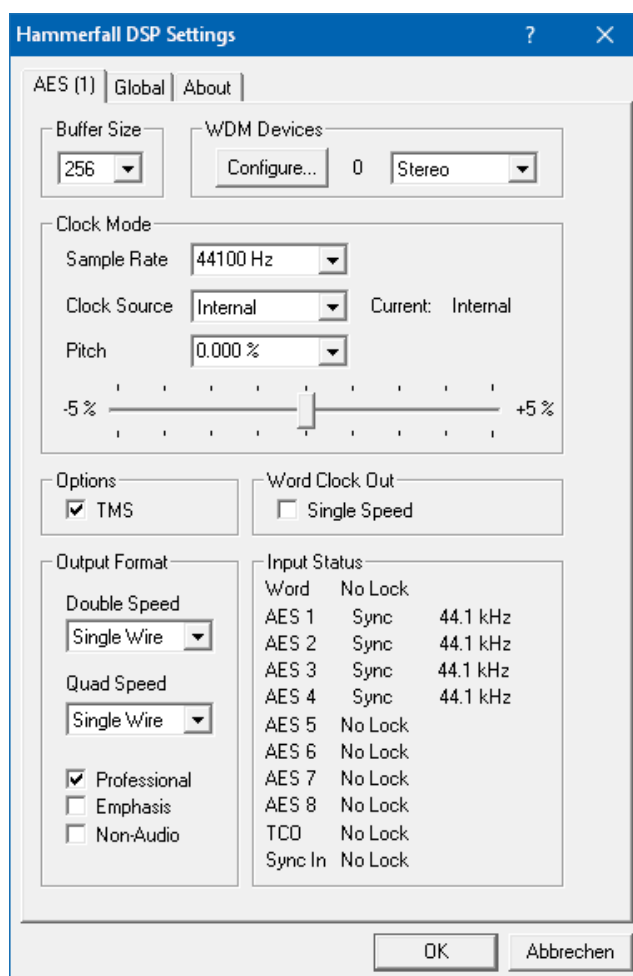 Hammerfall DSP Settings ? ×
AES (1) Global About
Buffer Size
256
WDM Devices
Configure... 0 Stereo
Clock Mode
Sample Rate 44100 Hz
Clock Source Internal Current: Internal
Pitch 0.000 %
-5 % +5 %
Options
TMS
Word Clock Out
Single Speed
Output Format
Double Speed
Single Wire
Quad Speed
Single Wire
Professional
Emphasis
Non-Audio
Input Status
Word No Lock
AES 1 Sync 44.1 kHz
AES 2 Sync 44.1 kHz
AES 3 Sync 44.1 kHz
AES 4 Sync 44.1 kHz
AES 5 No Lock
AES 6 No Lock
AES 7 No Lock
AES 8 No Lock
TCO No Lock
Sync In No Lock
OK Abbrechen